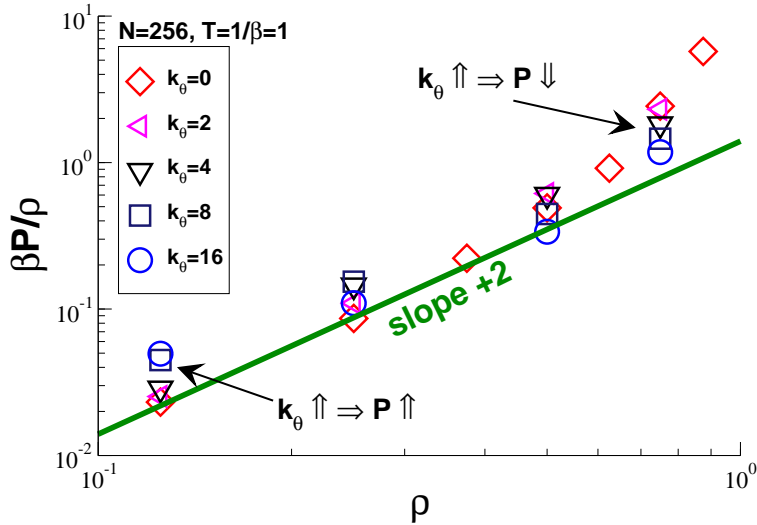 N=256, T=1/β=1
k_θ=0
k_θ=2
k_θ=4
k_θ=8
k_θ=16
k_θ ⇑ ⇒ P ⇓
slope +2
k_θ ⇑ ⇒ P ⇑
βP/ρ
10^1
10^0
10^-1
10^-2
10^-1
10^0
ρ